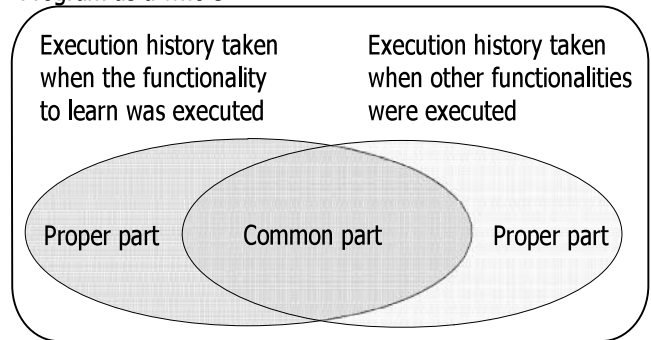 Execution history taken
when the functionality
to learn was executed
Execution history taken
when other functionalities
were executed
Proper part
Common part
Proper part